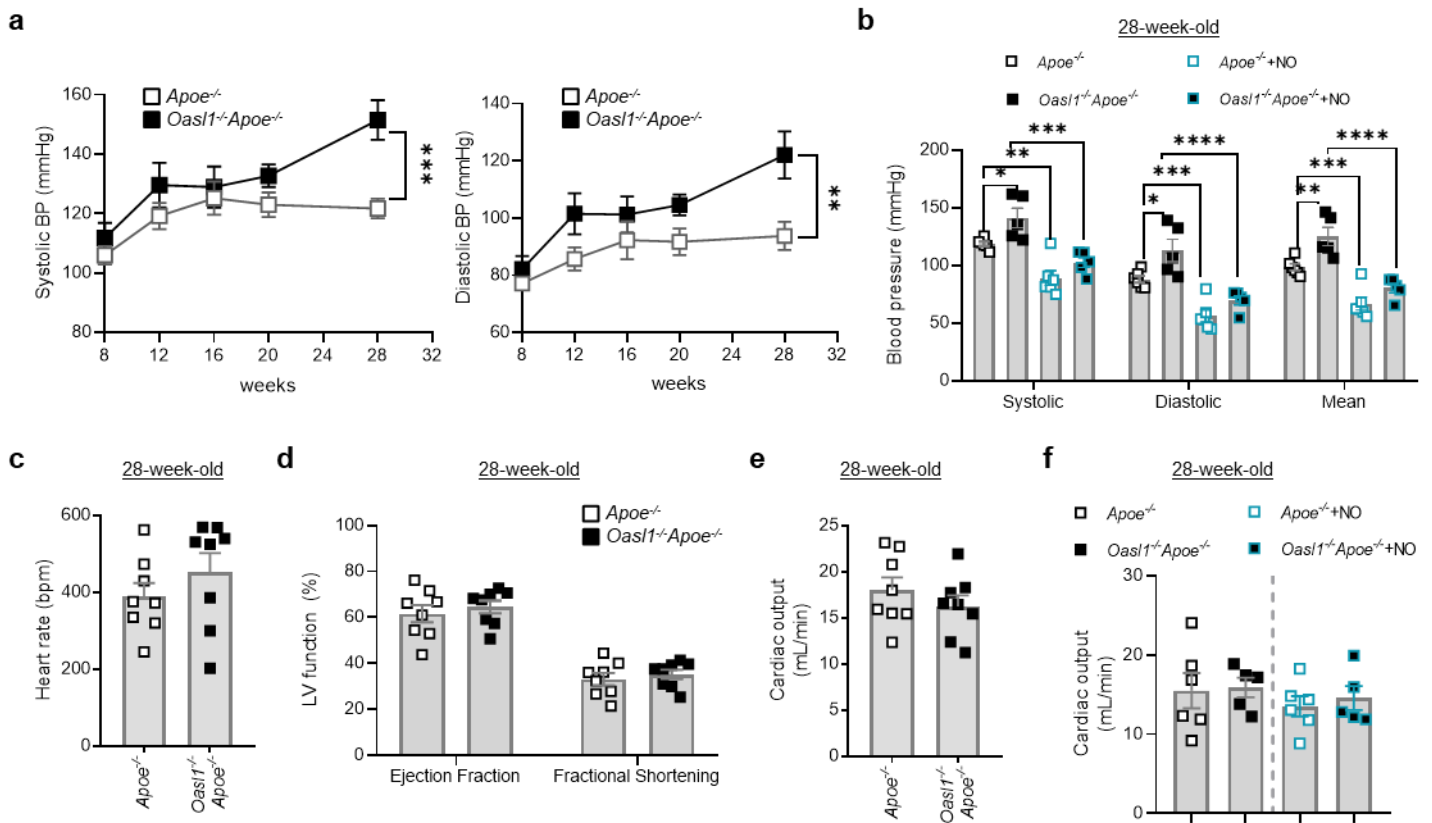 a
Systolic BP (mmHg)
160
140
120
100
80
8 12 16 20 24 28 32
weeks
Apoe-/-
Oasl1-/-Apoe-/-
***
Diastolic BP (mmHg)
140
120
100
80
60
8 12 16 20 24 28 32
weeks
Apoe-/-
Oasl1-/-Apoe-/-
**
b
28-week-old
Apoe-/-
Apoe-/-+NO
Oasl1-/-Apoe-/-
Oasl1-/-Apoe-/-+NO
Blood pressure (mmHg)
200
150
100
50
0
***
**
*
****
***
*
****
***
**
Systolic
Diastolic
Mean
c
28-week-old
Heart rate (bpm)
600
400
200
0
Apoe-/-
Oasl1-/-
Apoe-/-
d
28-week-old
Apoe-/-
Oasl1-/-Apoe-/-
LV function (%)
100
80
60
40
20
0
Ejection Fraction
Fractional Shortening
e
28-week-old
Cardiac output
(mL/min)
25
20
15
10
5
0
Apoe-/-
Oasl1-/-
Apoe-/-
f
28-week-old
Apoe-/-
Apoe-/-+NO
Oasl1-/-Apoe-/-
Oasl1-/-Apoe-/-+NO
Cardiac output
(mL/min)
30
20
10
0